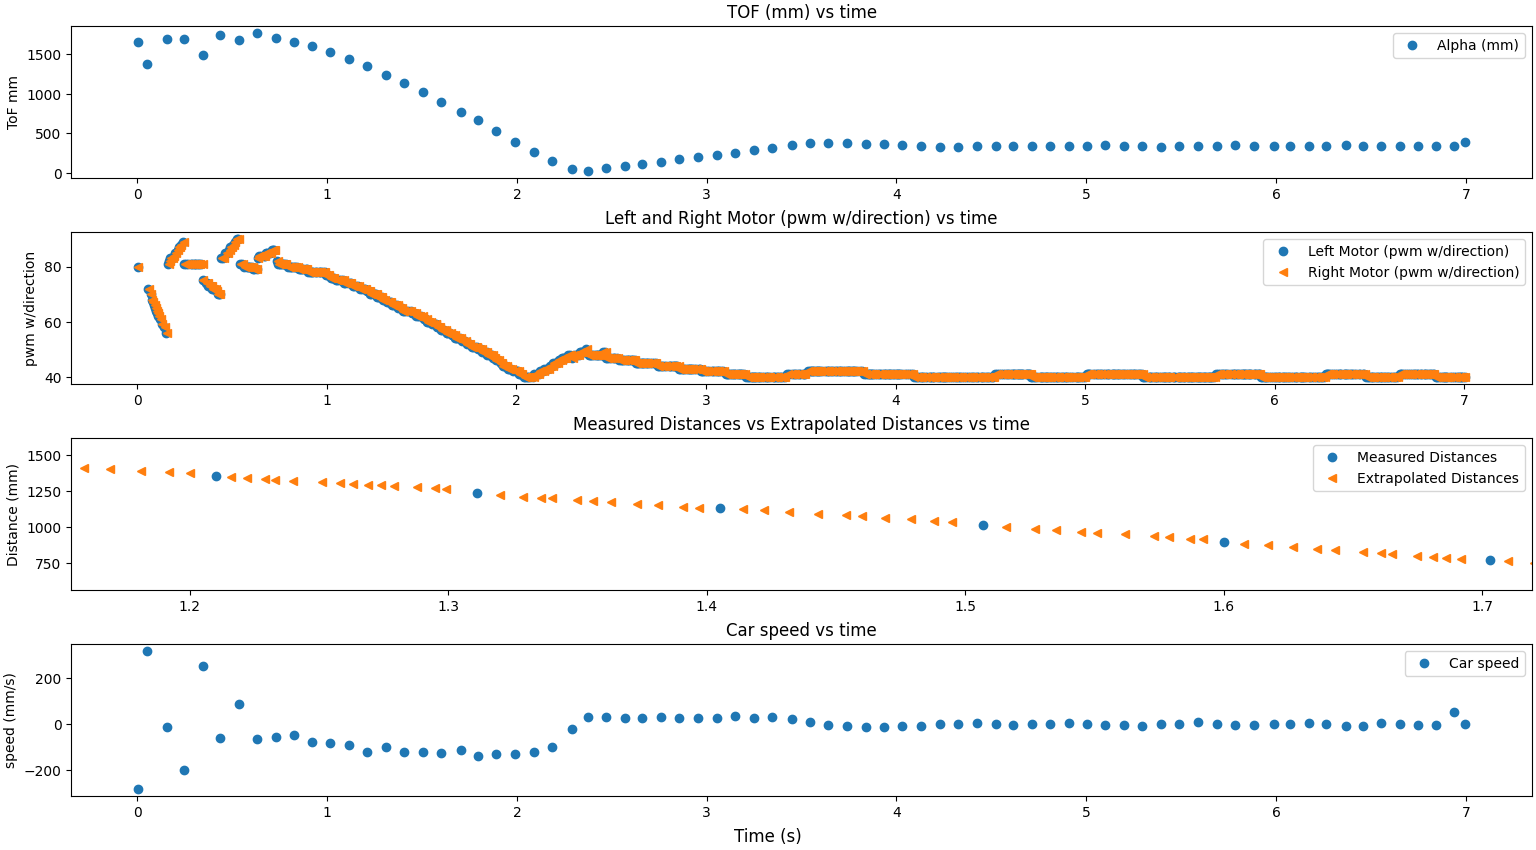 TOF (mm) vs time
ToF mm
1500
1000
500
0
Alpha (mm)
0 1 2 3 4 5 6 7
Left and Right Motor (pwm w/direction) vs time
pwm w/direction
80
60
40
Left Motor (pwm w/direction)
Right Motor (pwm w/direction)
0 1 2 3 4 5 6 7
Measured Distances vs Extrapolated Distances vs time
Distance (mm)
1500
1250
1000
750
Measured Distances
Extrapolated Distances
1.2 1.3 1.4 1.5 1.6 1.7
Car speed vs time
speed (mm/s)
200
0
−200
Car speed
0 1 2 3 4 5 6 7
Time (s)